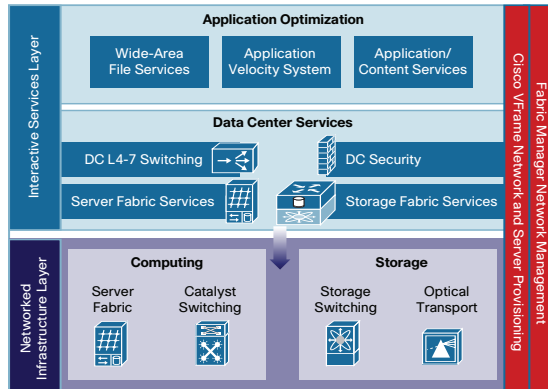 Application Optimization
Wide-Area
File Services
Application
Velocity System
Application/
Content Services
Interactive Services Layer
Data Center Services
DC L4-7 Switching
DC Security
Server Fabric Services
Storage Fabric Services
Networked
Infrastructure Layer
Computing
Server
Fabric
Catalyst
Switching
Storage
Storage
Switching
Optical
Transport
Cisco VFrame Network and Server Provisioning
Fabric Manager Network Management